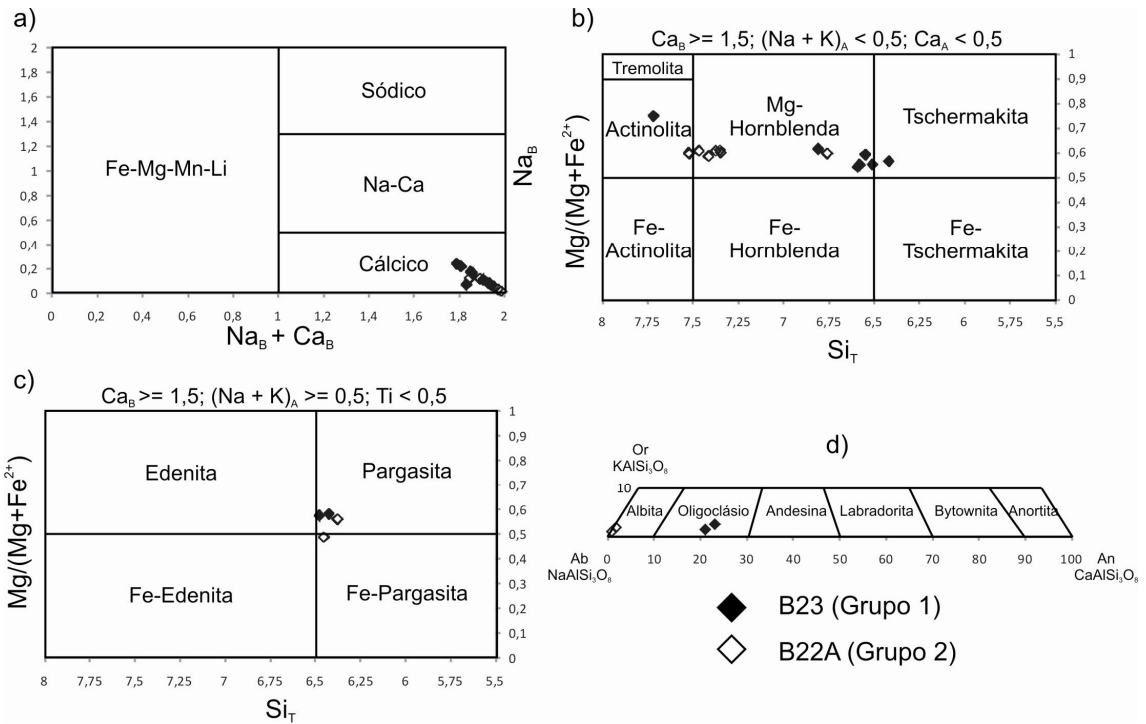 a)
2
1,8
1,6
1,4
1,2
1
0,8
0,6
0,4
0,2
0
Sódico
Fe-Mg-Mn-Li
Na-Ca
Cálcico
Na_B
0 0,2 0,4 0,6 0,8 1 1,2 1,4 1,6 1,8 2
Na_B + Ca_B
b)
Ca_B >= 1,5; (Na + K)_A < 0,5; Ca_A < 0,5
Mg/(Mg+Fe²⁺)
Tremolita
Actinolita
Mg-
Hornblenda
Tschermakita
Fe-
Actinolita
Fe-
Hornblenda
Fe-
Tschermakita
1
0,9
0,8
0,7
0,6
0,5
0,4
0,3
0,2
0,1
0
8 7,75 7,5 7,25 7 6,75 6,5 6,25 6 5,75 5,5
Si_T
c)
Ca_B >= 1,5; (Na + K)_A >= 0,5; Ti < 0,5
Mg/(Mg+Fe²⁺)
Edenita
Pargasita
Fe-Edenita
Fe-Pargasita
1
0,9
0,8
0,7
0,6
0,5
0,4
0,3
0,2
0,1
0
8 7,75 7,5 7,25 7 6,75 6,5 6,25 6 5,75 5,5
Si_T
d)
Or
KAlSi₃O₈
10
Albita Oligoclásio Andesina Labradorita Bytownita Anortita
0 10 20 30 40 50 60 70 80 90 100
Ab
NaAlSi₃O₈
An
CaAlSi₃O₈
B23 (Grupo 1)
B22A (Grupo 2)